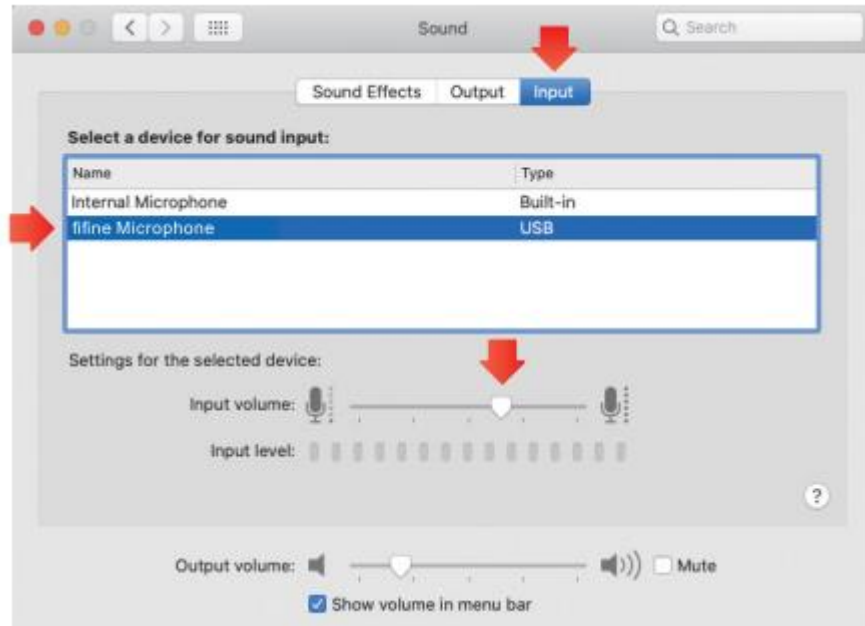 Sound
Search
Sound Effects Output Input
Select a device for sound input:
Name Type
Internal Microphone Built-in
fifine Microphone USB
Settings for the selected device:
Input volume:
Input level:
?
Output volume: Mute
Show volume in menu bar